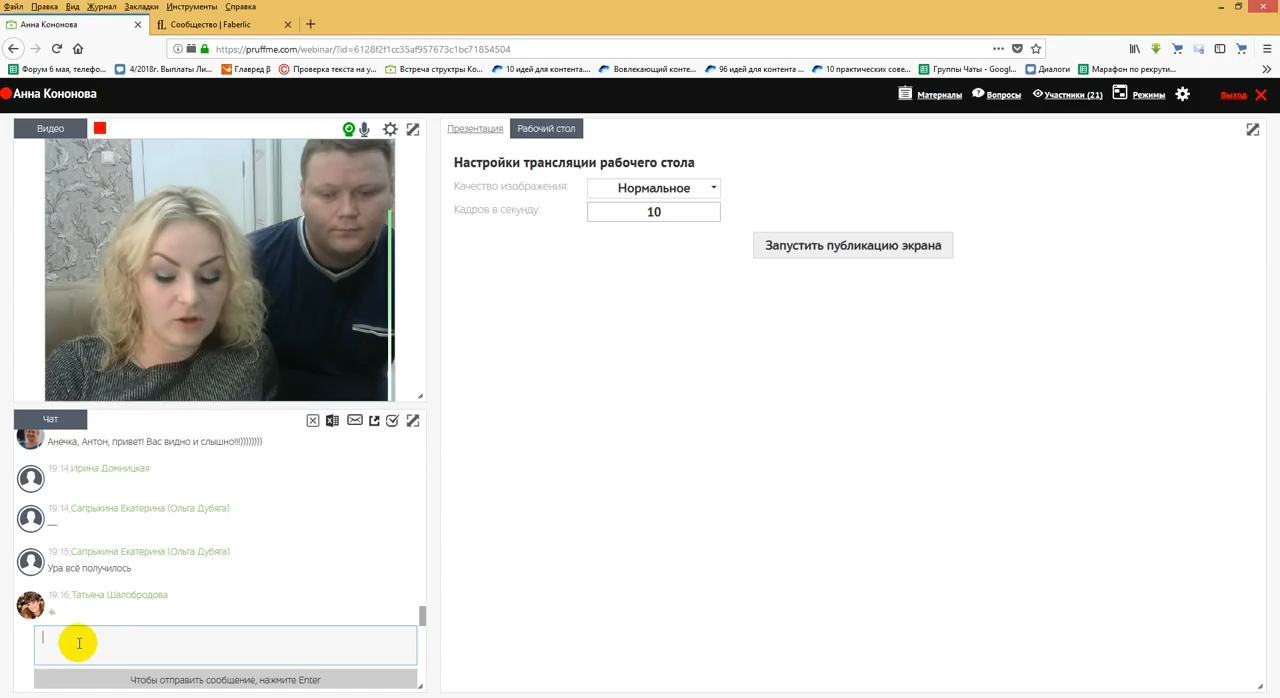 Файл Правка Вид Журнал Закладки Инструменты Справка
Анна Кононова
Сообщество | Faberlic
https://pruffme.com/webinar/?id=6128f2f1cc35af957673c1bc71854504
Форум 6 мая, телефо...
4/2018г. Выплаты Ли...
Главред β
Проверка текста на у...
Встреча структры Ко...
10 идей для контента....
Вовлекающий конте...
96 идей для контента ...
10 практических сове...
Группы Чаты - Googl...
Диалоги
Марафон по рекрути...
Анна Кононова
Материалы
Вопросы
Участники (21)
Режимы
Выход
Видео
Презентация
Рабочий стол
Настройки трансляции рабочего стола
Качество изображения:
Нормальное
Кадров в секунду:
10
Запустить публикацию экрана
Чат
Анечка, Антон, привет! Вас видно и слышно!!!))))))))
19:14,Ирина Домницкая
19:14,Сапрыкина Екатерина (Ольга Дубяга)
__
19:15,Сапрыкина Екатерина (Ольга Дубяга)
Ура всё получилось
19:16,Татьяна Шалобродова
Чтобы отправить сообщение, нажмите Enter